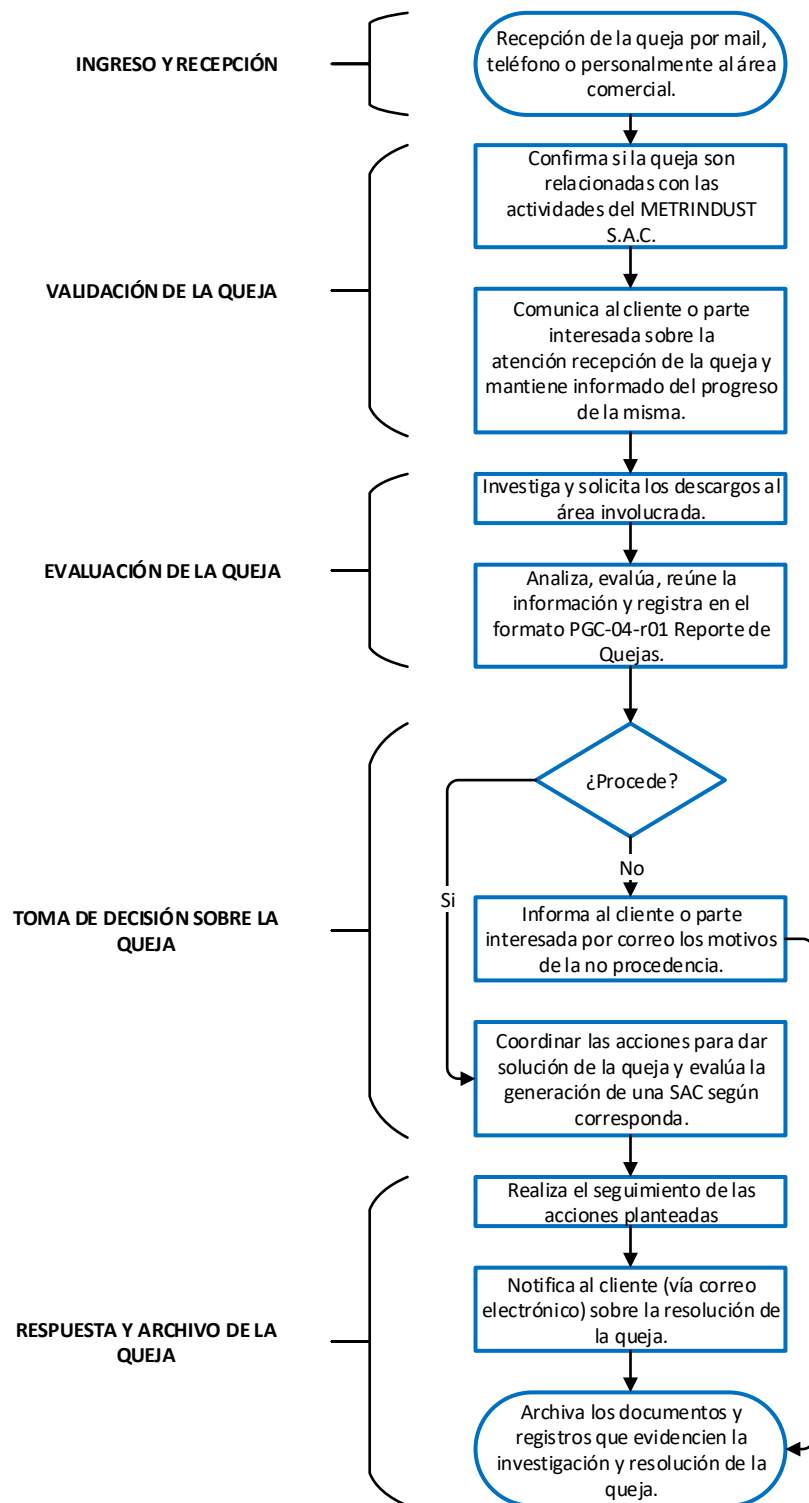 INGRESO Y RECEPCIÓN
Recepción de la queja por mail,
teléfono o personalmente al área
comercial.
VALIDACIÓN DE LA QUEJA
Confirma si la queja son
relacionadas con las
actividades del METRINDUST
S.A.C.
Comunica al cliente o parte
interesada sobre la
atención recepción de la queja y
mantiene informado del progreso
de la misma.
EVALUACIÓN DE LA QUEJA
Investiga y solicita los descargos al
área involucrada.
Analiza, evalúa, reúne la
información y registra en el
formato PGC-04-r01 Reporte de
Quejas.
TOMA DE DECISIÓN SOBRE LA
QUEJA
¿Procede?
No
Si
Informa al cliente o parte
interesada por correo los motivos
de la no procedencia.
Coordinar las acciones para dar
solución de la queja y evalúa la
generación de una SAC según
corresponda.
RESPUESTA Y ARCHIVO DE LA
QUEJA
Realiza el seguimiento de las
acciones planteadas
Notifica al cliente (vía correo
electrónico) sobre la resolución de
la queja.
Archiva los documentos y
registros que evidencien la
investigación y resolución de la
queja.